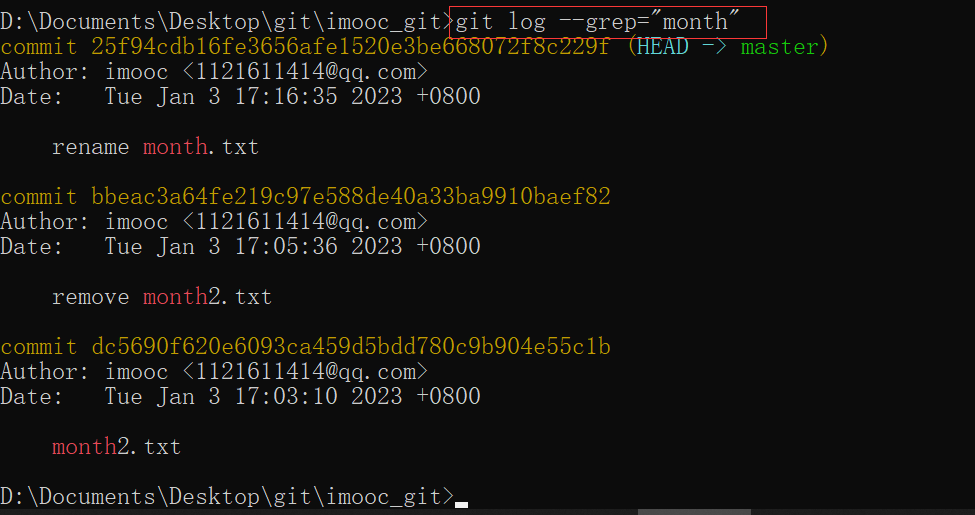 D:\Documents\Desktop\git\imooc_git>git log --grep="month"
commit 25f94cdb16fe3656afe1520e3be668072f8c229f (HEAD -> master)
Author: imooc <1121611414@qq.com>
Date:   Tue Jan 3 17:16:35 2023 +0800
    rename month.txt
commit bbeac3a64fe219c97e588de40a33ba9910baef82
Author: imooc <1121611414@qq.com>
Date:   Tue Jan 3 17:05:36 2023 +0800
    remove month2.txt
commit dc5690f620e6093ca459d5bdd780c9b904e55c1b
Author: imooc <1121611414@qq.com>
Date:   Tue Jan 3 17:03:10 2023 +0800
    month2.txt
D:\Documents\Desktop\git\imooc_git>